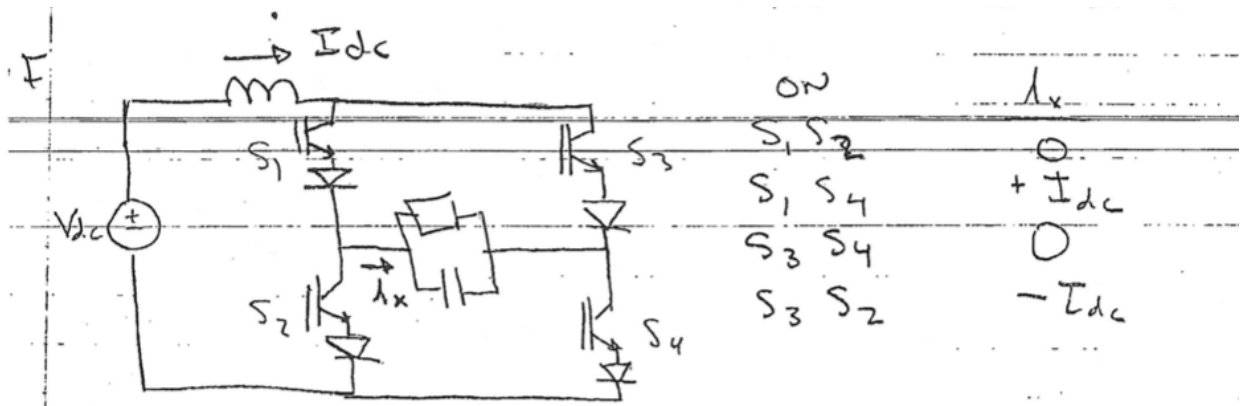 I
Idc
ON
ix
S1 S2
0
S1 S4
+ Idc
S3 S4
0
S3 S2
- Idc
S1
S3
Vdc
+
-
ix
S2
S4